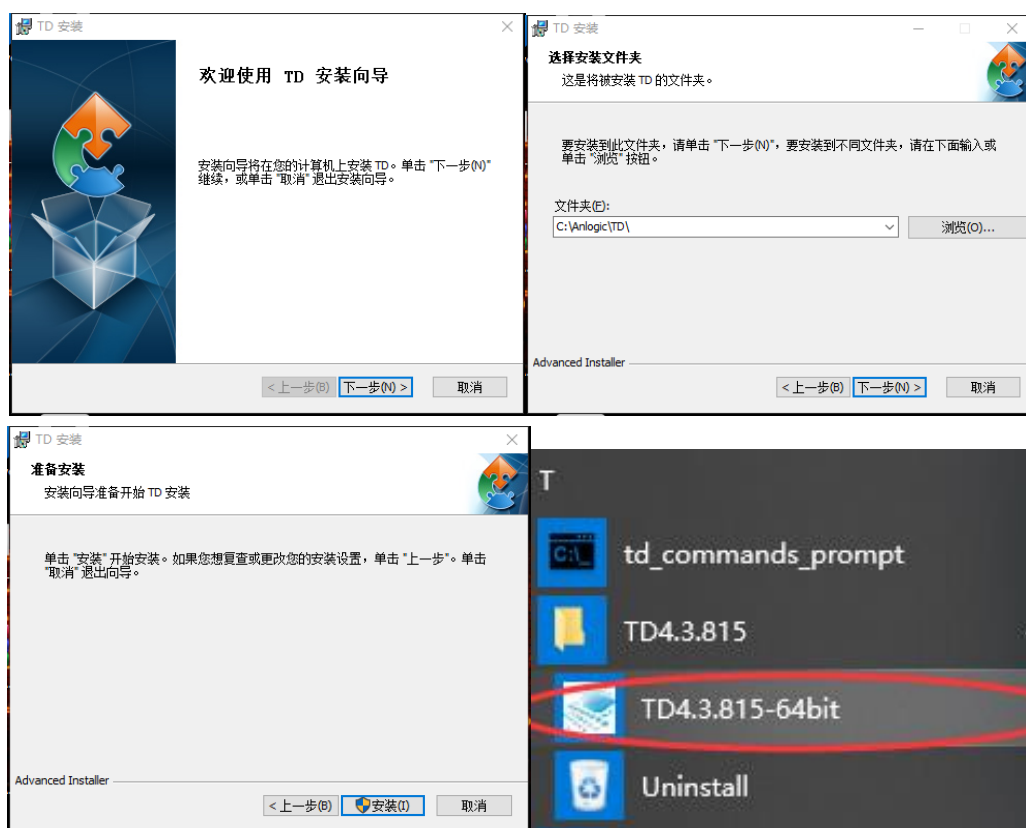 TD 安装
欢迎使用 TD 安装向导
安装向导将在您的计算机上安装 TD。单击 "下一步(N)"
继续，或单击 "取消" 退出安装向导。
<上一步(B)
下一步(N) >
取消
TD 安装
选择安装文件夹
这是将被安装 TD 的文件夹。
要安装到此文件夹，请单击 "下一步(N)"，要安装到不同文件夹，请在下面输入或
单击 "浏览" 按钮。
文件夹(F):
C:\Anlogic\TD\
浏览(O)...
Advanced Installer
<上一步(B)
下一步(N) >
取消
TD 安装
准备安装
安装向导准备开始 TD 安装
单击 "安装" 开始安装。如果您想复查或更改您的安装设置，单击 "上一步"。单击
"取消" 退出向导。
Advanced Installer
<上一步(B)
安装(I)
取消
T
C:\_
td_commands_prompt
TD4.3.815
TD4.3.815-64bit
Uninstall